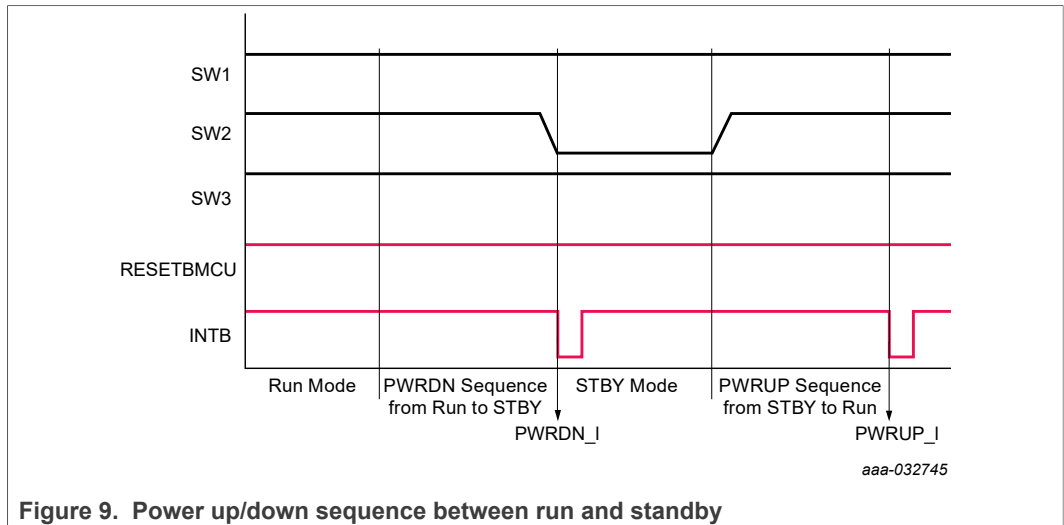 SW1
SW2
SW3
RESETBMCU
INTB
Run Mode
PWRDN Sequence
from Run to STBY
STBY Mode
PWRUP Sequence
from STBY to Run
PWRDN_I
PWRUP_I
aaa-032745
Figure 9. Power up/down sequence between run and standby